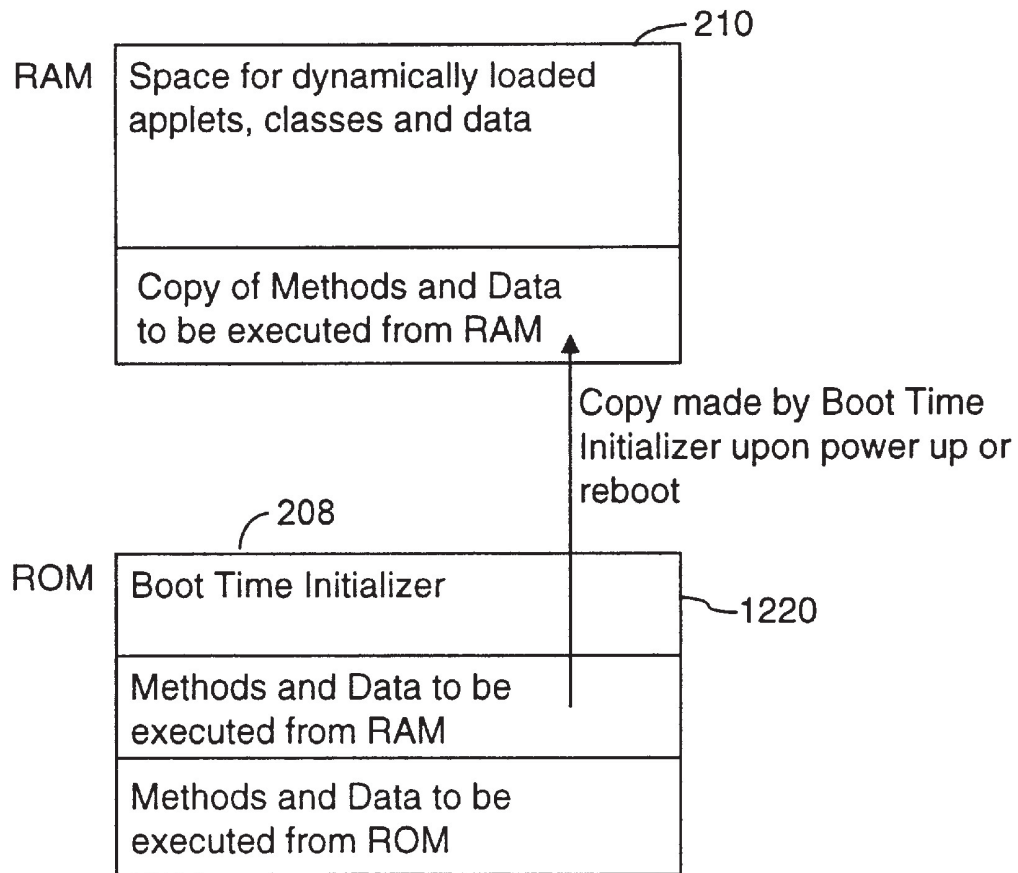 210
RAM
Space for dynamically loaded
applets, classes and data
Copy of Methods and Data
to be executed from RAM
Copy made by Boot Time
Initializer upon power up or
reboot
208
ROM
Boot Time Initializer
1220
Methods and Data to be
executed from RAM
Methods and Data to be
executed from ROM